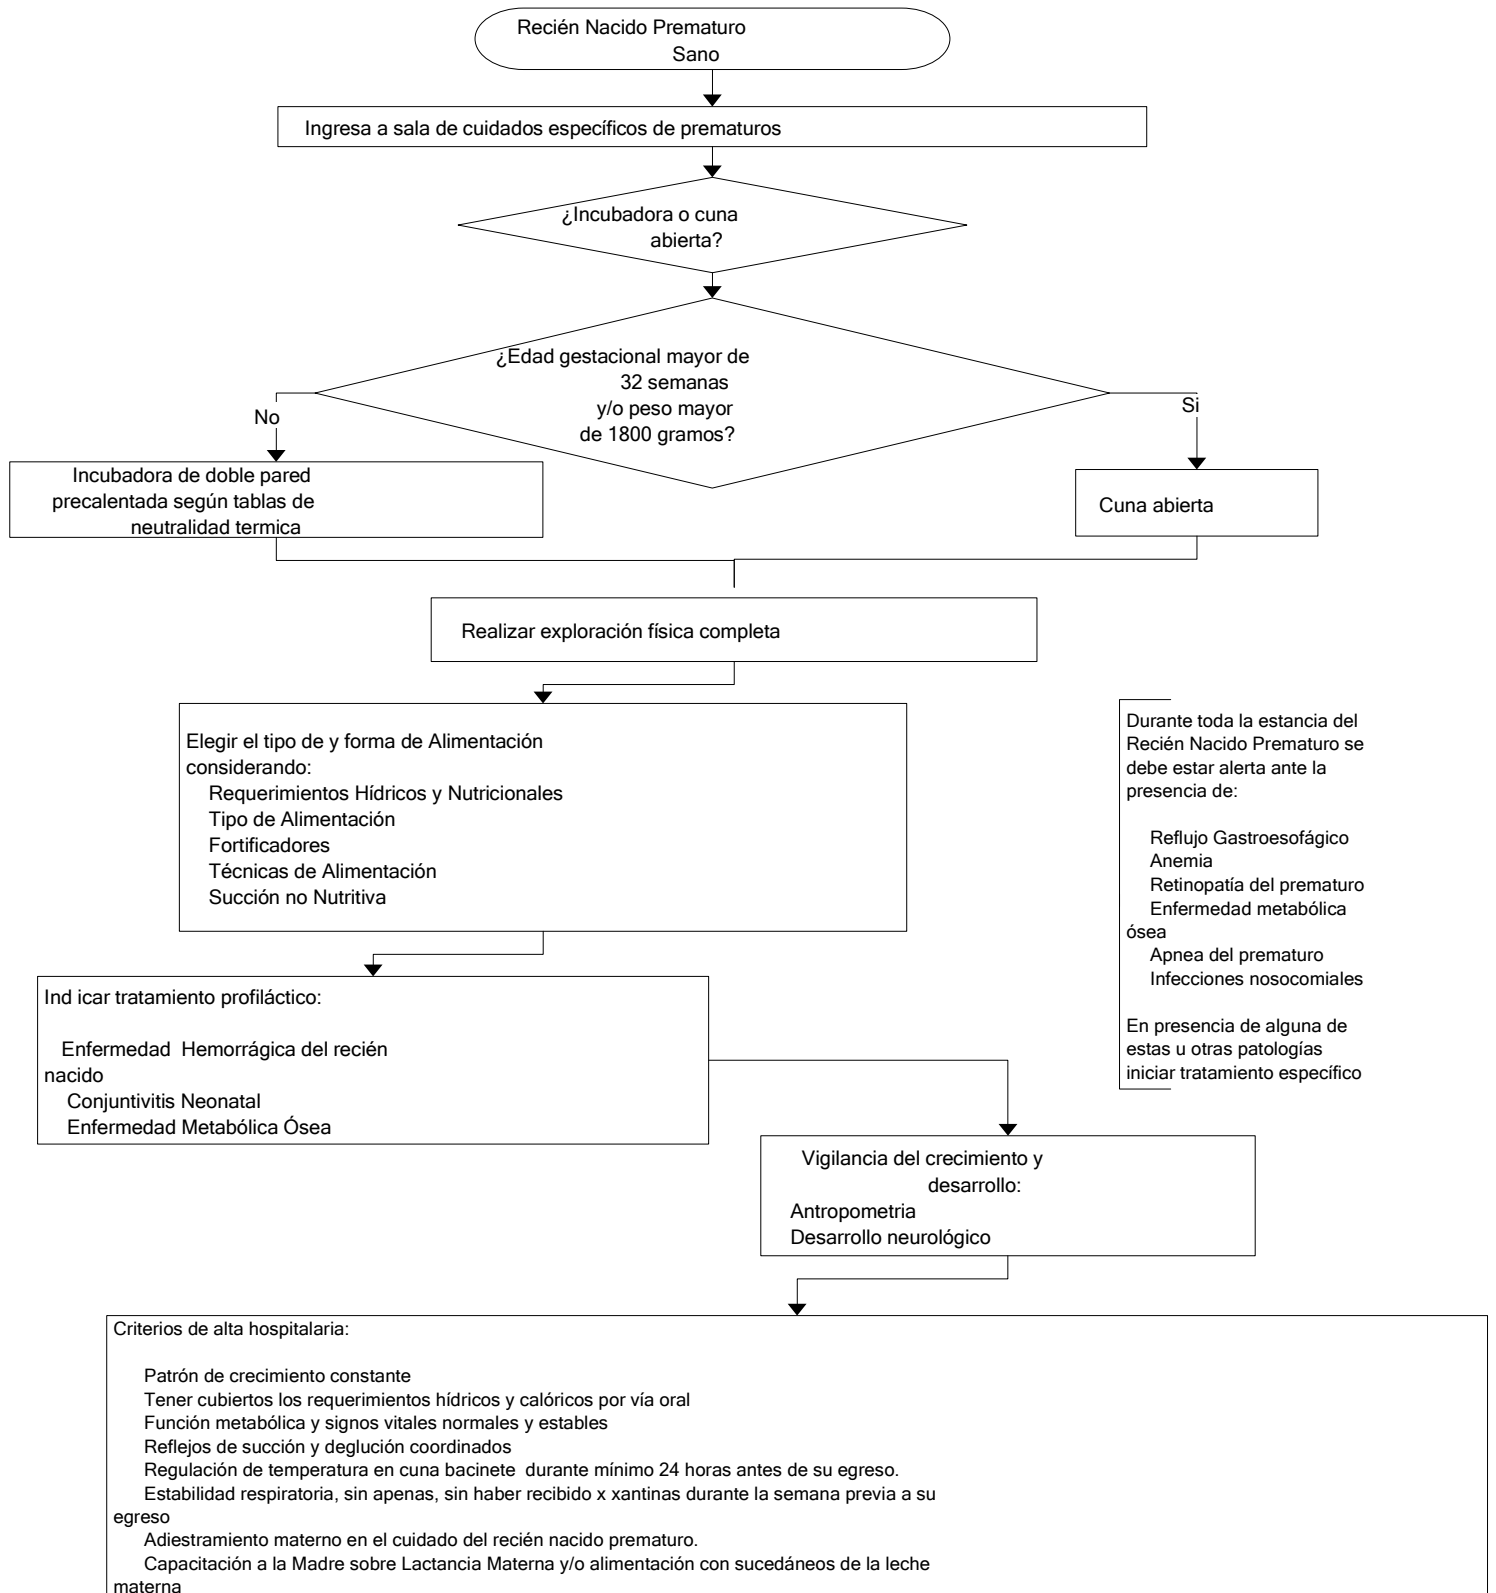 Recién Nacido Prematuro
Sano
Ingresa a sala de cuidados específicos de prematuros
¿Incubadora o cuna
abierta?
¿Edad gestacional mayor de
32 semanas
y/o peso mayor
de 1800 gramos?
No
Si
Incubadora de doble pared
precalentada según tablas de
neutralidad termica
Cuna abierta
Realizar exploración física completa
Elegir el tipo de y forma de Alimentación
considerando:
Requerimientos Hídricos y Nutricionales
Tipo de Alimentación
Fortificadores
Técnicas de Alimentación
Succión no Nutritiva
Durante toda la estancia del
Recién Nacido Prematuro se
debe estar alerta ante la
presencia de:
Reflujo Gastroesofágico
Anemia
Retinopatía del prematuro
Enfermedad metabólica
ósea
Apnea del prematuro
Infecciones nosocomiales
En presencia de alguna de
estas u otras patologías
iniciar tratamiento específico
Ind icar tratamiento profiláctico:
Enfermedad Hemorrágica del recién
nacido
Conjuntivitis Neonatal
Enfermedad Metabólica Ósea
Vigilancia del crecimiento y
desarrollo:
Antropometria
Desarrollo neurológico
Criterios de alta hospitalaria:
Patrón de crecimiento constante
Tener cubiertos los requerimientos hídricos y calóricos por vía oral
Función metabólica y signos vitales normales y estables
Reflejos de succión y deglución coordinados
Regulación de temperatura en cuna bacinete durante mínimo 24 horas antes de su egreso.
Estabilidad respiratoria, sin apenas, sin haber recibido x xantinas durante la semana previa a su
egreso
Adiestramiento materno en el cuidado del recién nacido prematuro.
Capacitación a la Madre sobre Lactancia Materna y/o alimentación con sucedáneos de la leche
materna